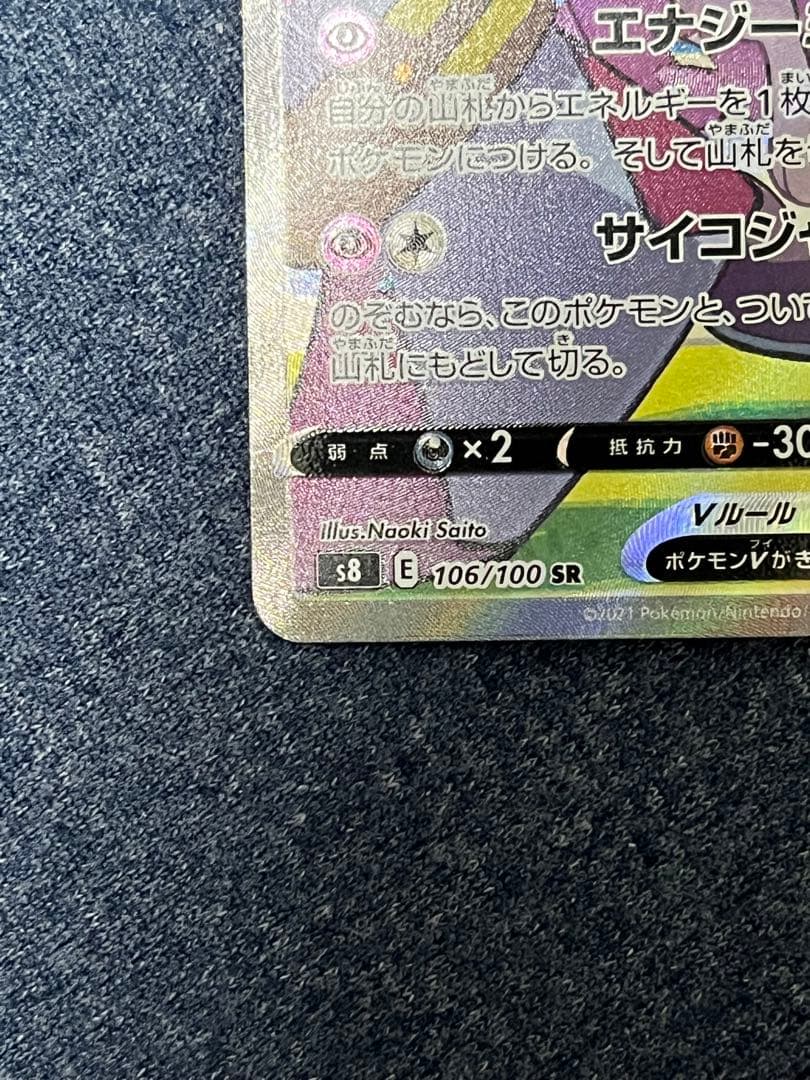 エナジー
じぶん やまふだ まい
自分の山札からエネルギーを1枚
やまふだ
ポケモンにつける。そして山札を
サイコジ
のぞむなら、このポケモンと、つい
やまふだ き
山札にもどして切る。
弱点 ×2 抵抗力 -30
Illus.Naoki Saito
Vルール
s8 E 106/100 SR
フイ
ポケモンVがき
©2021 Pokémon/Nintendo